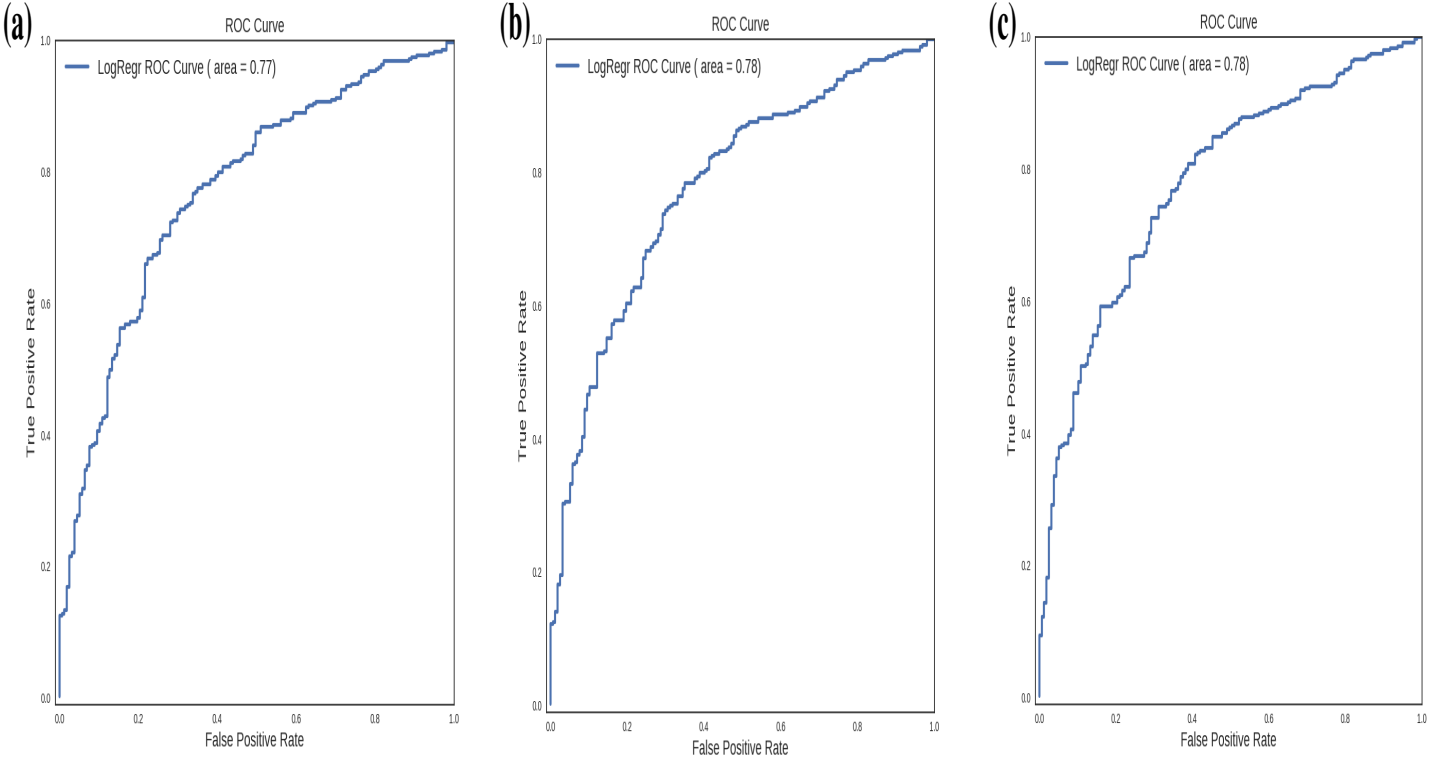 (a)
ROC Curve
LogRegr ROC Curve ( area = 0.77)
True Positive Rate
1.0
0.8
0.6
0.4
0.2
0.0
0.0 0.2 0.4 0.6 0.8 1.0
False Positive Rate
(b)
ROC Curve
LogRegr ROC Curve ( area = 0.78)
True Positive Rate
1.0
0.8
0.6
0.4
0.2
0.0
0.0 0.2 0.4 0.6 0.8 1.0
False Positive Rate
(c)
ROC Curve
LogRegr ROC Curve ( area = 0.78)
True Positive Rate
1.0
0.8
0.6
0.4
0.2
0.0
0.0 0.2 0.4 0.6 0.8 1.0
False Positive Rate